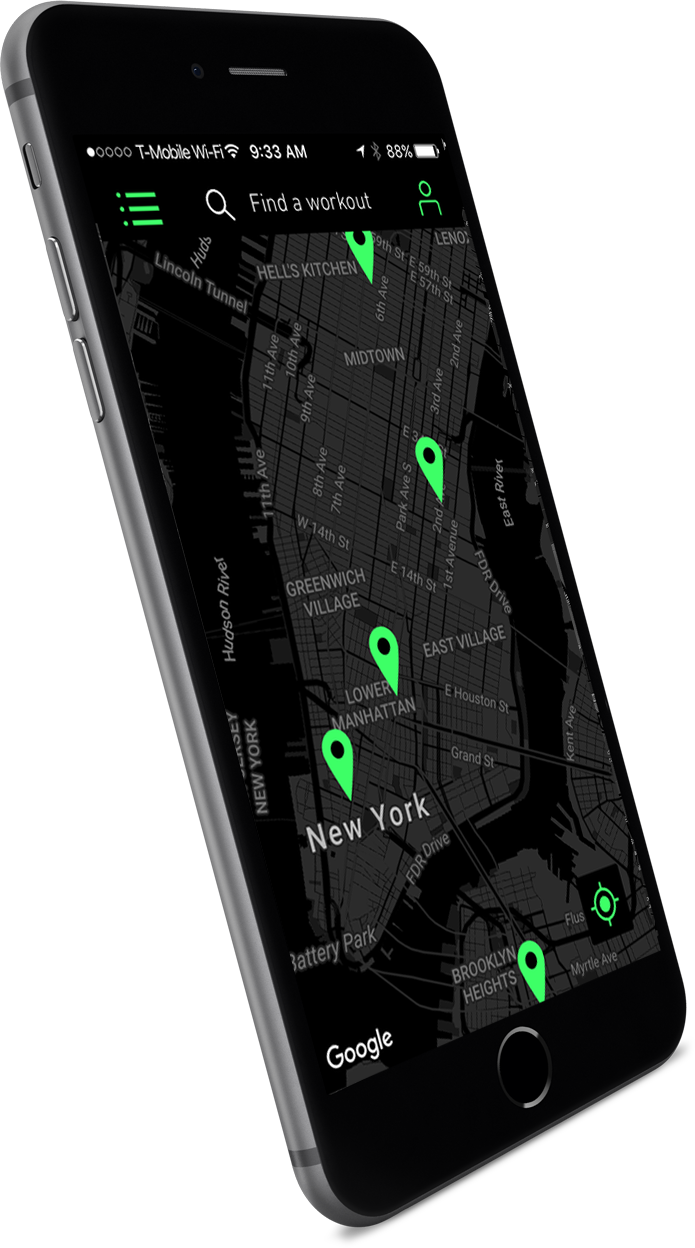 T-Mobile Wi-Fi 9:33 AM 88%
Find a workout
59th St
LENOX
Lincoln Tunnel
HELL'S KITCHEN
E 59th St
E 57th St
6th Ave
MIDTOWN
2nd Ave
11th Ave
10th Ave
9th Ave
3rd Ave
11th Ave
8th Ave
7th Ave
Park Ave S
2nd
East River
W 14th St
E 14th St
1st Avenue
FDR Drive
Hudson River
GREENWICH
VILLAGE
EAST VILLAGE
LOWER
MANHATTAN
E Houston St
Kent Ave
NEW YORK
Grand St
New York
FDR Drive
Battery Park
Flus
BROOKLYN
HEIGHTS
Myrtle Ave
Google